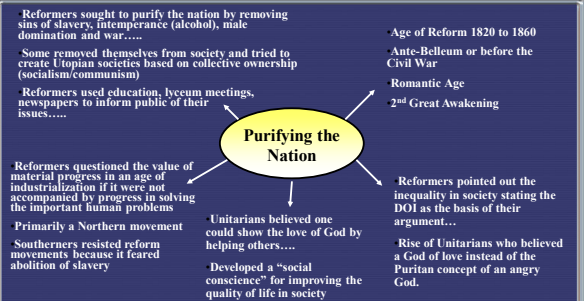 •Reformers sought to purify the nation by removing
sins of slavery, intemperance (alcohol), male
domination and war…..
•Some removed themselves from society and tried to
create Utopian societies based on collective ownership
(socialism/communism)
•Reformers used education, lyceum meetings,
newspapers to inform public of their
issues…..
•Age of Reform 1820 to 1860
•Ante-Belleum or before the
Civil War
•Romantic Age
•2nd Great Awakening
Purifying the
Nation
•Reformers questioned the value of
material progress in an age of
industrialization if it were not
accompanied by progress in solving
the important human problems
•Primarily a Northern movement
•Southerners resisted reform
movements because it feared
abolition of slavery
•Unitarians believed one
could show the love of God by
helping others….
•Developed a “social
conscience” for improving the
quality of life in society
•Reformers pointed out the
inequality in society stating the
DOI as the basis of their
argument…
•Rise of Unitarians who believed
a God of love instead of the
Puritan concept of an angry
God.